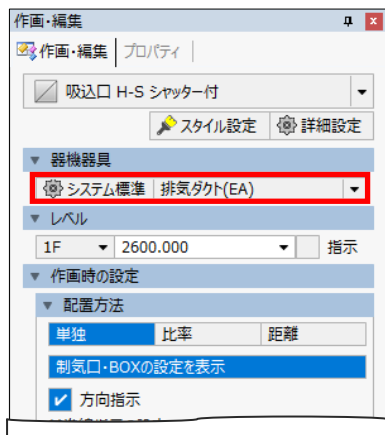 作画・編集
作画・編集 プロパティ
吸込口 H-S シャッター付
スタイル設定 詳細設定
器機器具
システム標準 排気ダクト(EA)
レベル
1F 2600.000 指示
作画時の設定
配置方法
単独 比率 距離
制気口・BOXの設定を表示
方向指示